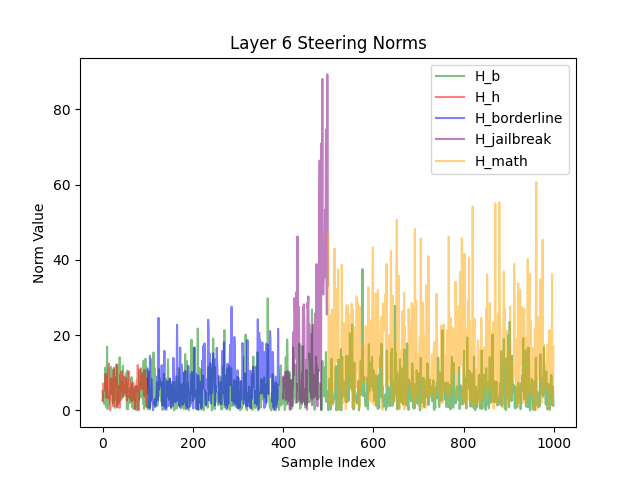 Layer 6 Steering Norms
H_b
H_h
H_borderline
H_jailbreak
H_math
Norm Value
80
60
40
20
0
0 200 400 600 800 1000
Sample Index